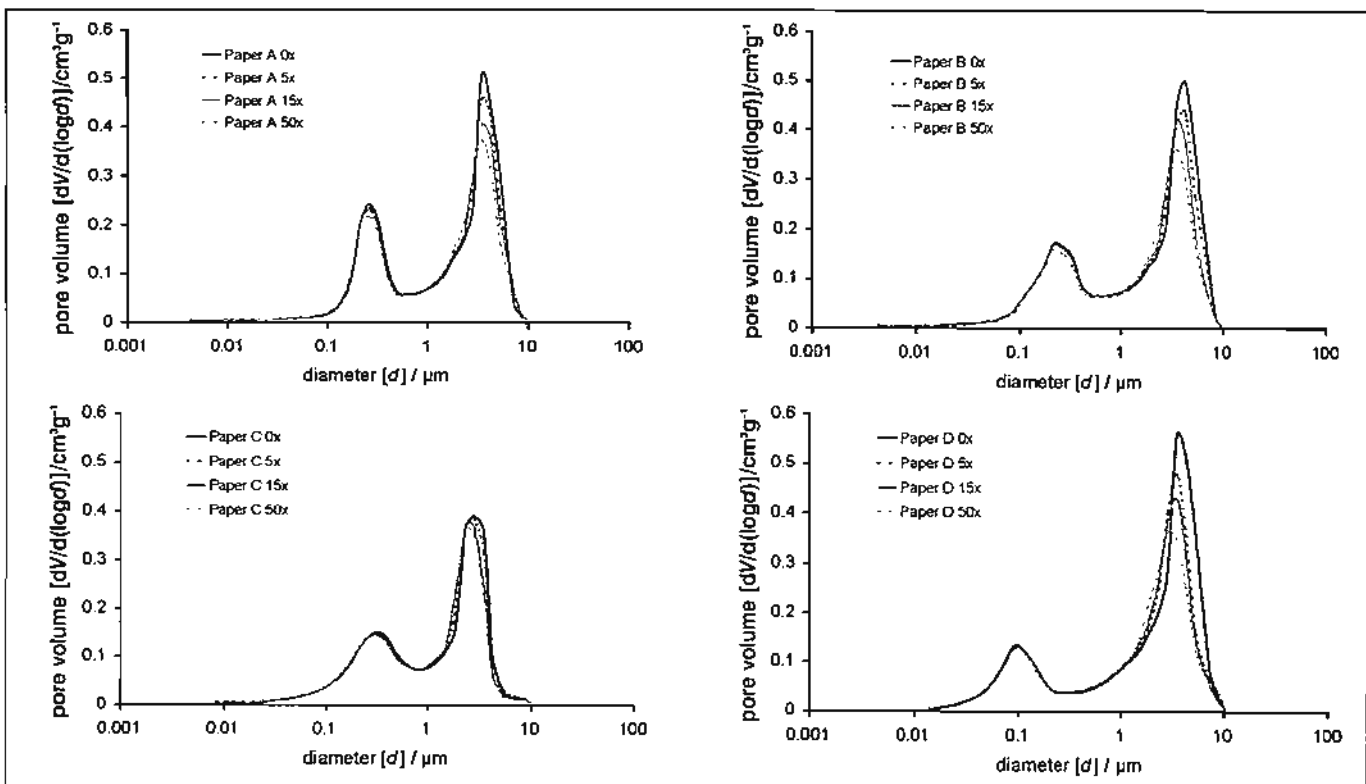 pore volume [dV/d(logd)]/cm³g⁻¹
0.6
0.5
0.4
0.3
0.2
0.1
0
Paper A 0x
Paper A 5x
Paper A 15x
Paper A 50x
0.001 0.01 0.1 1 10 100
diameter [d] / µm
pore volume [dV/d(logd)]/cm³g⁻¹
0.6
0.5
0.4
0.3
0.2
0.1
0
Paper B 0x
Paper B 5x
Paper B 15x
Paper B 50x
0.001 0.01 0.1 1 10 100
diameter [d] / µm
pore volume [dV/d(logd)]/cm³g⁻¹
0.6
0.5
0.4
0.3
0.2
0.1
0
Paper C 0x
Paper C 5x
Paper C 15x
Paper C 50x
0.001 0.01 0.1 1 10 100
diameter [d] / µm
pore volume [dV/d(logd)]/cm³g⁻¹
0.6
0.5
0.4
0.3
0.2
0.1
0
Paper D 0x
Paper D 5x
Paper D 15x
Paper D 50x
0.001 0.01 0.1 1 10 100
diameter [d] / µm